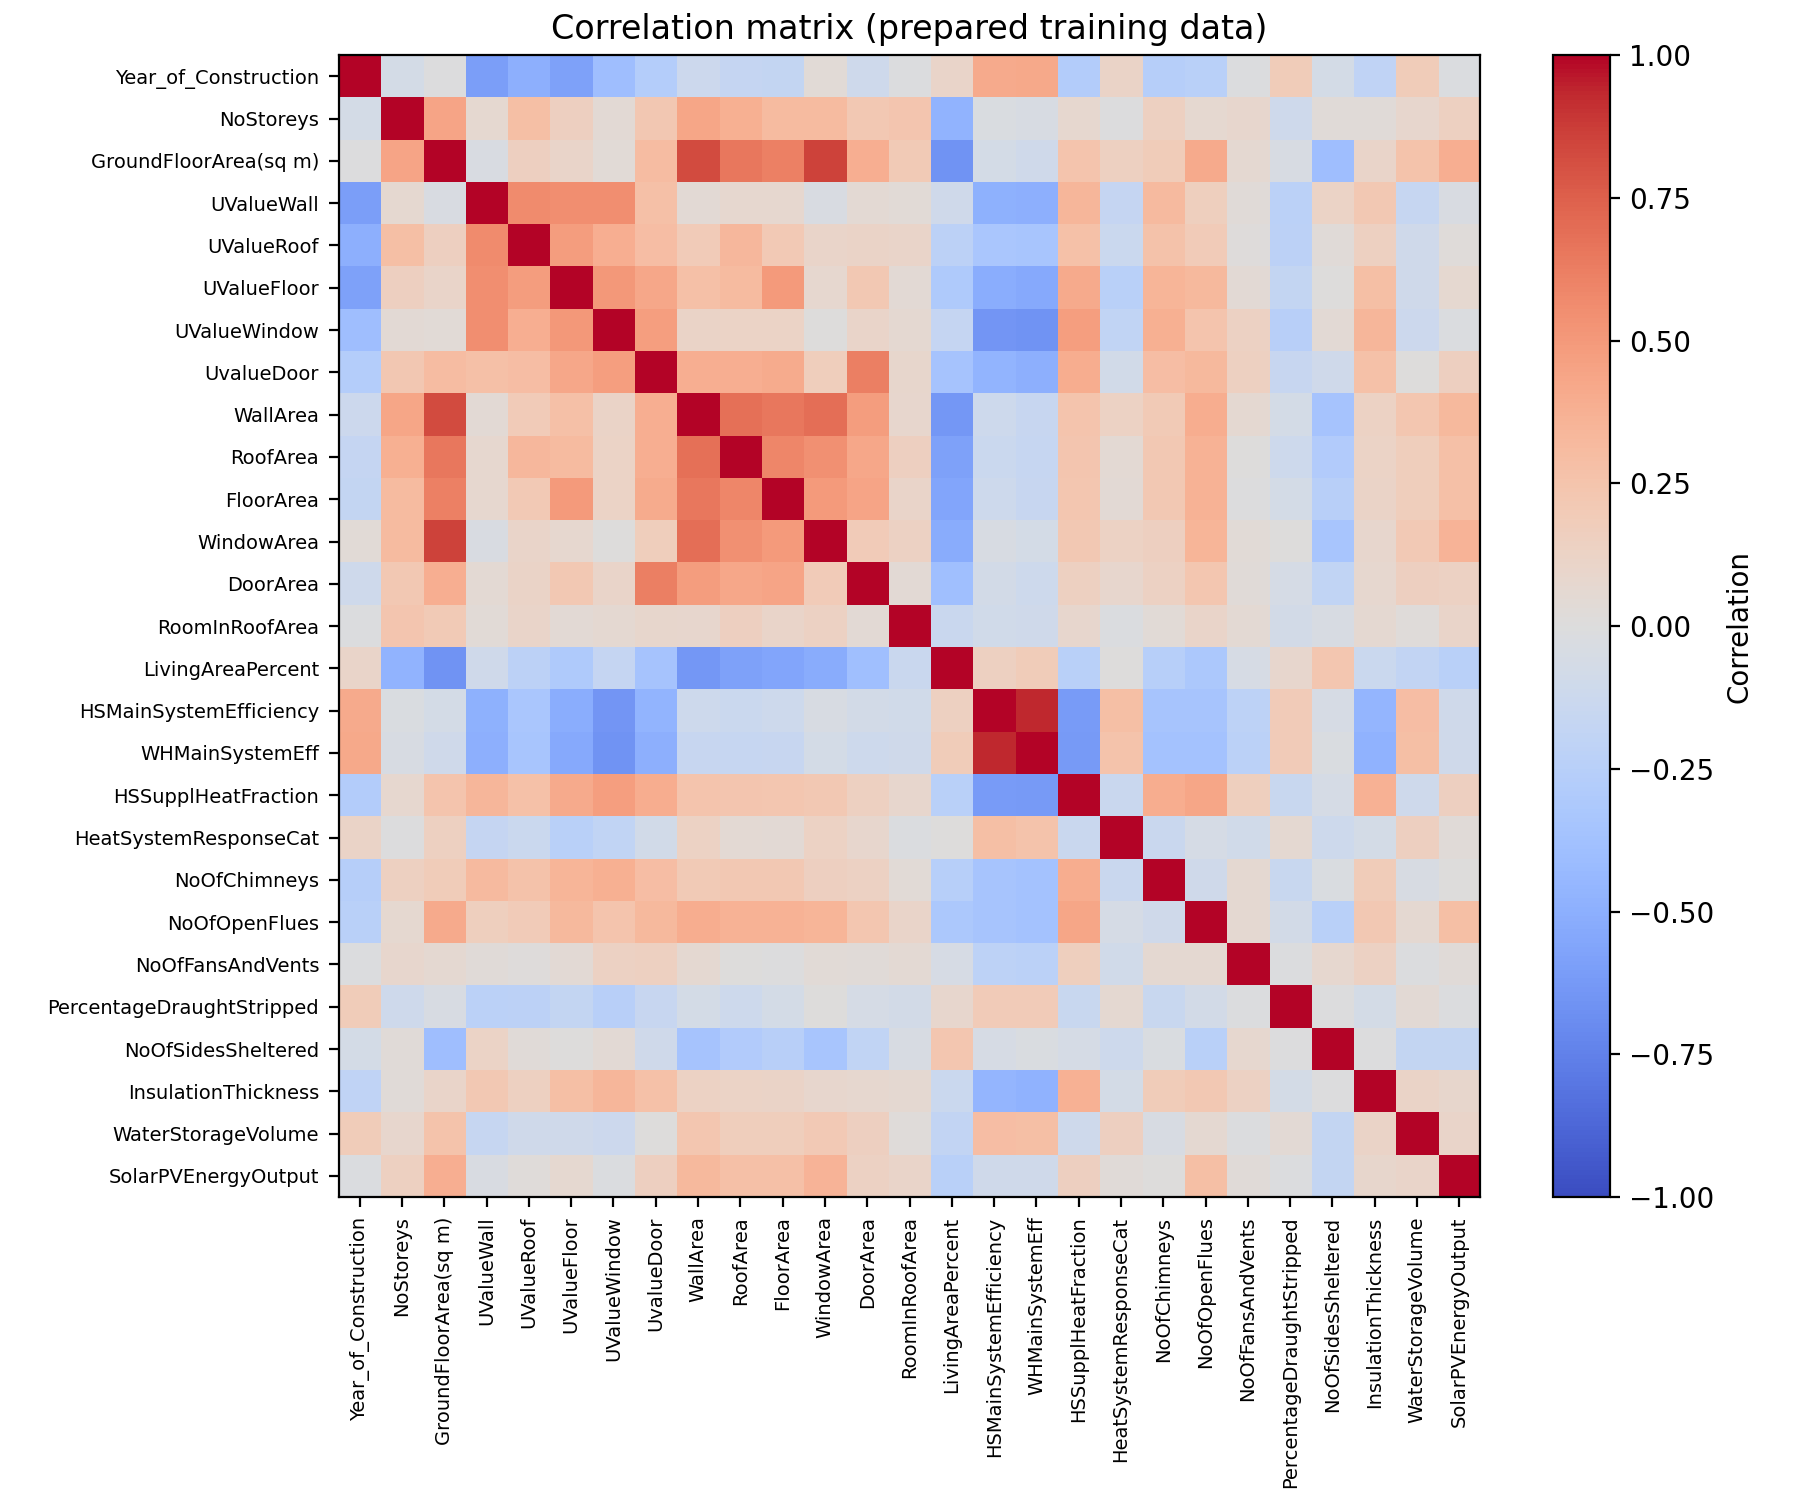 Correlation matrix (prepared training data)
Year_of_Construction
NoStoreys
GroundFloorArea(sq m)
UValueWall
UValueRoof
UValueFloor
UValueWindow
UvalueDoor
WallArea
RoofArea
FloorArea
WindowArea
DoorArea
RoomInRoofArea
LivingAreaPercent
HSMainSystemEfficiency
WHMainSystemEff
HSSupplHeatFraction
HeatSystemResponseCat
NoOfChimneys
NoOfOpenFlues
NoOfFansAndVents
PercentageDraughtStripped
NoOfSidesSheltered
InsulationThickness
WaterStorageVolume
SolarPVEnergyOutput
Year_of_Construction
NoStoreys
GroundFloorArea(sq m)
UValueWall
UValueRoof
UValueFloor
UValueWindow
UvalueDoor
WallArea
RoofArea
FloorArea
WindowArea
DoorArea
RoomInRoofArea
LivingAreaPercent
HSMainSystemEfficiency
WHMainSystemEff
HSSupplHeatFraction
HeatSystemResponseCat
NoOfChimneys
NoOfOpenFlues
NoOfFansAndVents
PercentageDraughtStripped
NoOfSidesSheltered
InsulationThickness
WaterStorageVolume
SolarPVEnergyOutput
1.00
0.75
0.50
0.25
0.00
−0.25
−0.50
−0.75
−1.00
Correlation